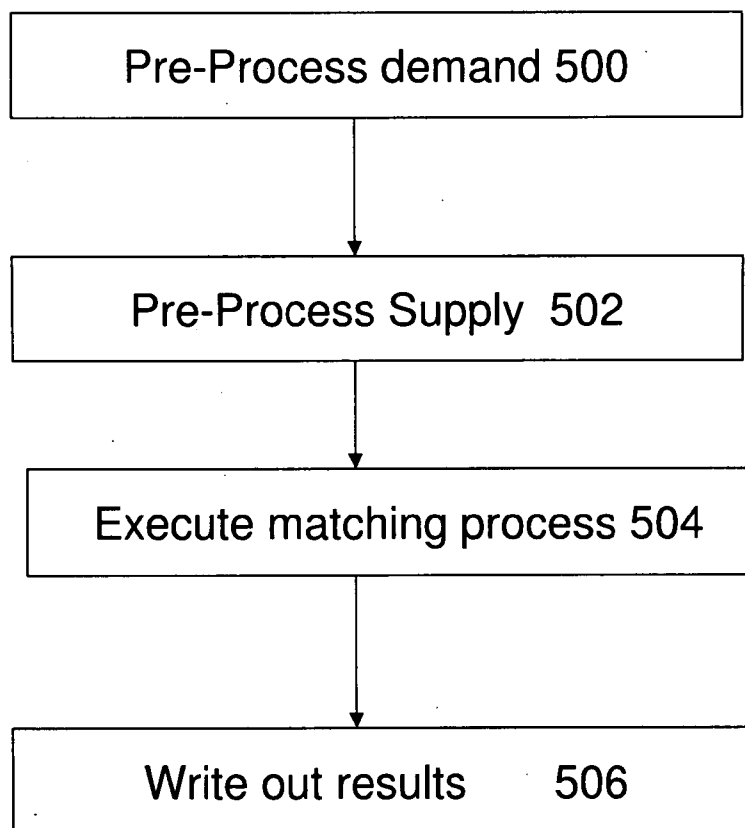 Pre-Process demand 500
Pre-Process Supply 502
Execute matching process 504
Write out results 506